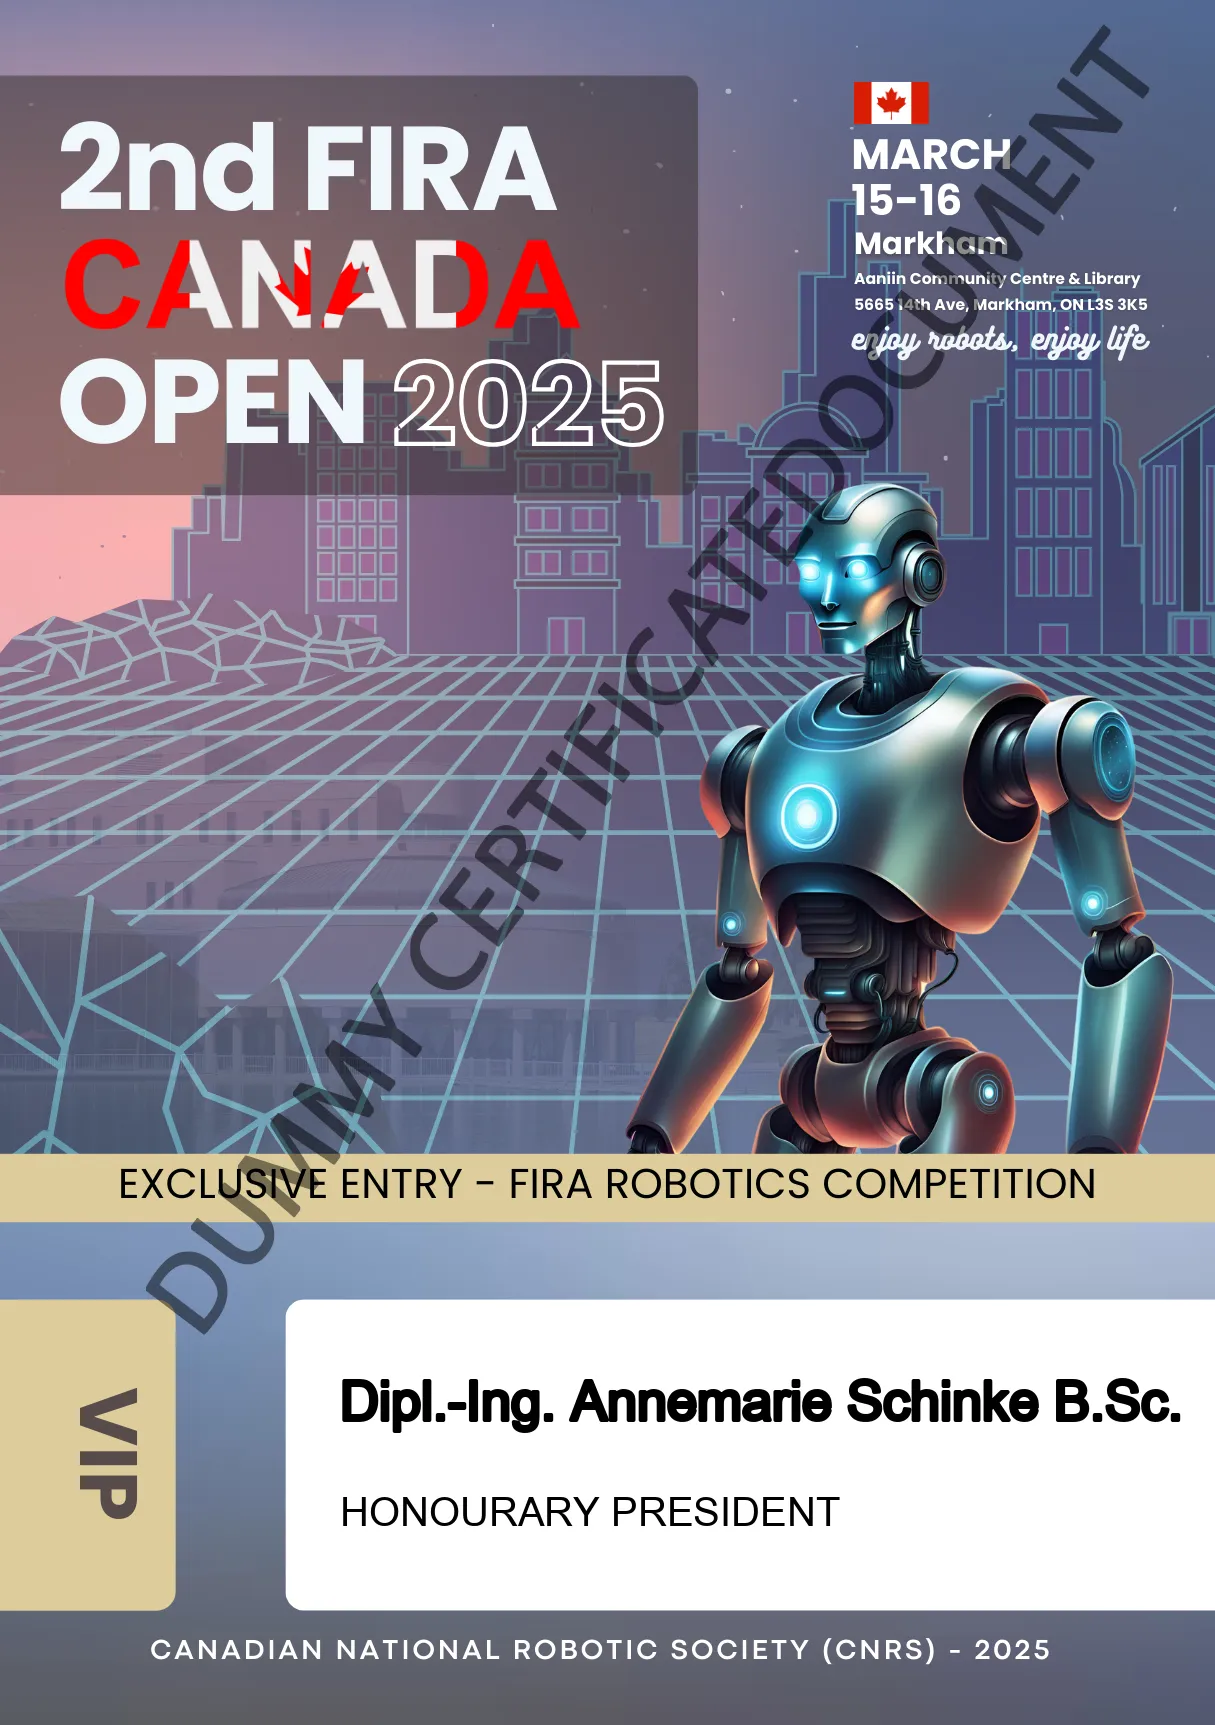 2nd FIRA
CANADA
OPEN 2025
MARCH
15-16
Markham
Aaniin Community Centre & Library
5665 14th Ave, Markham, ON L3S 3K5
enjoy robots, enjoy life
DUMMY CERTIFICATEDOCUMENT
EXCLUSIVE ENTRY - FIRA ROBOTICS COMPETITION
VIP
Dipl.-Ing. Annemarie Schinke B.Sc.
HONOURARY PRESIDENT
CANADIAN NATIONAL ROBOTIC SOCIETY (CNRS) - 2025